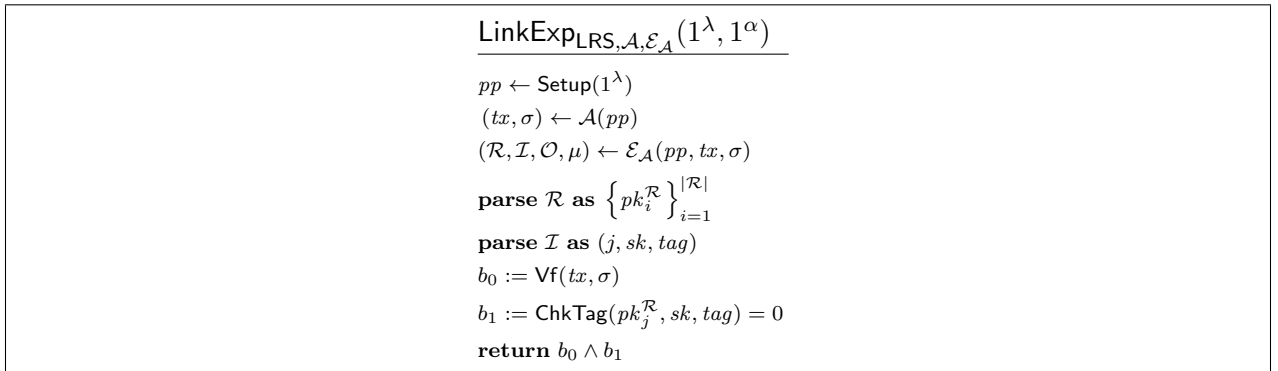 LinkExp_{LRS,𝒜,ℰ_𝒜}(1^λ, 1^α)
pp ← Setup(1^λ)
(tx, σ) ← 𝒜(pp)
(ℛ, ℐ, 𝒪, μ) ← ℰ_𝒜(pp, tx, σ)
parse ℛ as {pk_i^ℛ}_{i=1}^{|ℛ|}
parse ℐ as (j, sk, tag)
b_0 := Vf(tx, σ)
b_1 := ChkTag(pk_j^ℛ, sk, tag) = 0
return b_0 ∧ b_1